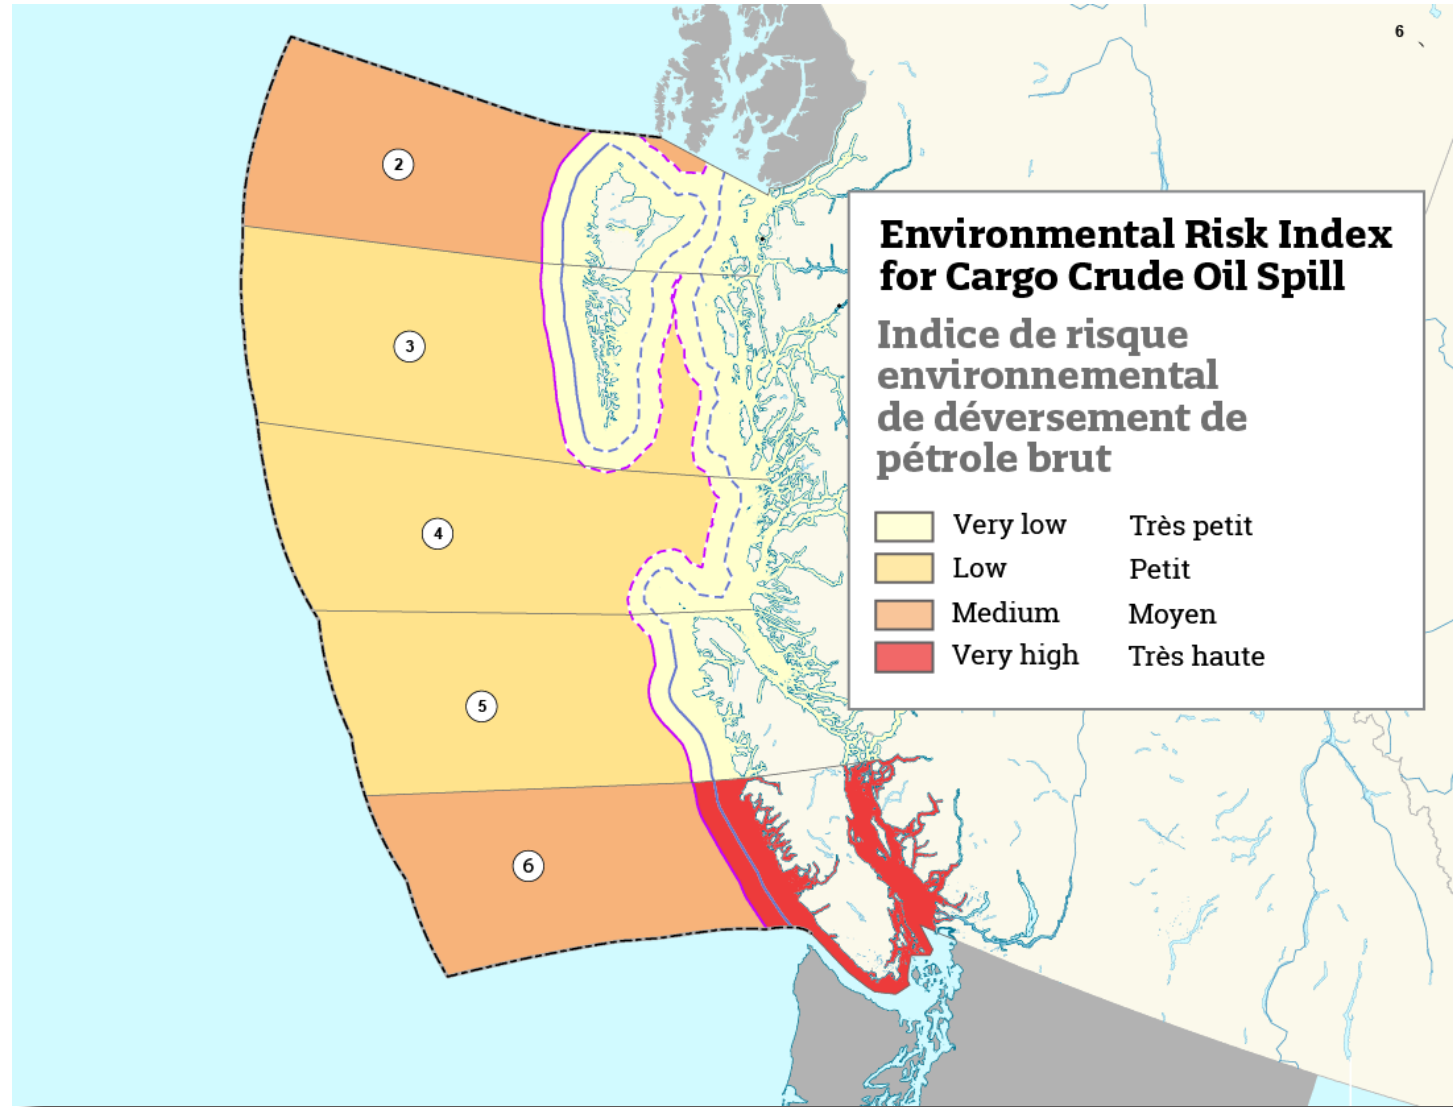 6
2
Environmental Risk Index
for Cargo Crude Oil Spill
Indice de risque
environnemental
de déversement de
pétrole brut
3
Very low Très petit
4
Low Petit
Medium Moyen
Very high Très haute
5
6